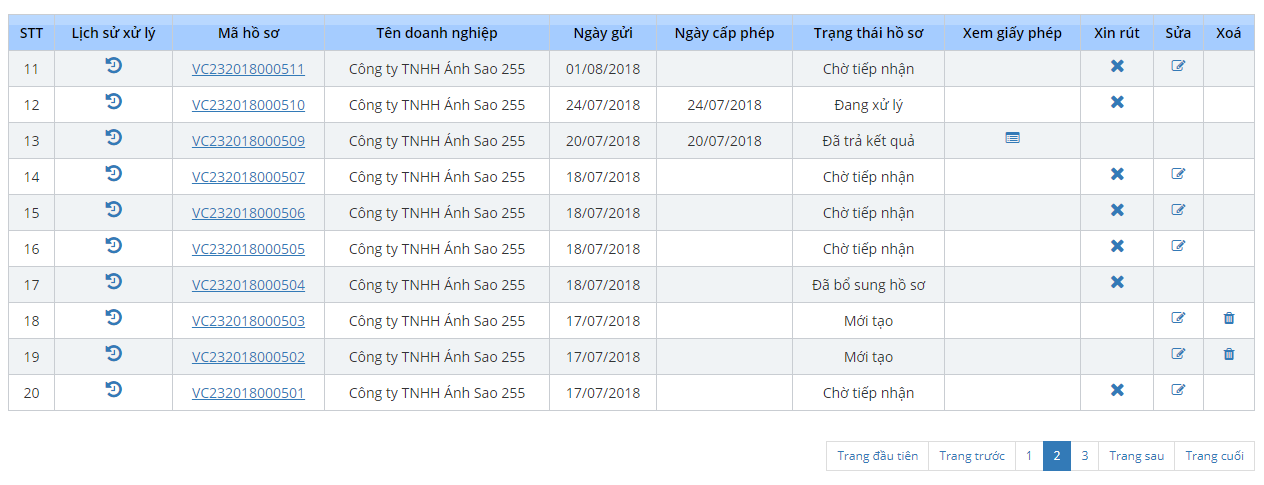 STT Lịch sử xử lý Mã hồ sơ Tên doanh nghiệp Ngày gửi Ngày cấp phép Trạng thái hồ sơ Xem giấy phép Xin rút Sửa Xoá
11 VC232018000511 Công ty TNHH Ánh Sao 255 01/08/2018 Chờ tiếp nhận
12 VC232018000510 Công ty TNHH Ánh Sao 255 24/07/2018 24/07/2018 Đang xử lý
13 VC232018000509 Công ty TNHH Ánh Sao 255 20/07/2018 20/07/2018 Đã trả kết quả
14 VC232018000507 Công ty TNHH Ánh Sao 255 18/07/2018 Chờ tiếp nhận
15 VC232018000506 Công ty TNHH Ánh Sao 255 18/07/2018 Chờ tiếp nhận
16 VC232018000505 Công ty TNHH Ánh Sao 255 18/07/2018 Chờ tiếp nhận
17 VC232018000504 Công ty TNHH Ánh Sao 255 18/07/2018 Đã bổ sung hồ sơ
18 VC232018000503 Công ty TNHH Ánh Sao 255 17/07/2018 Mới tạo
19 VC232018000502 Công ty TNHH Ánh Sao 255 17/07/2018 Mới tạo
20 VC232018000501 Công ty TNHH Ánh Sao 255 17/07/2018 Chờ tiếp nhận
Trang đầu tiên Trang trước 1 2 3 Trang sau Trang cuối